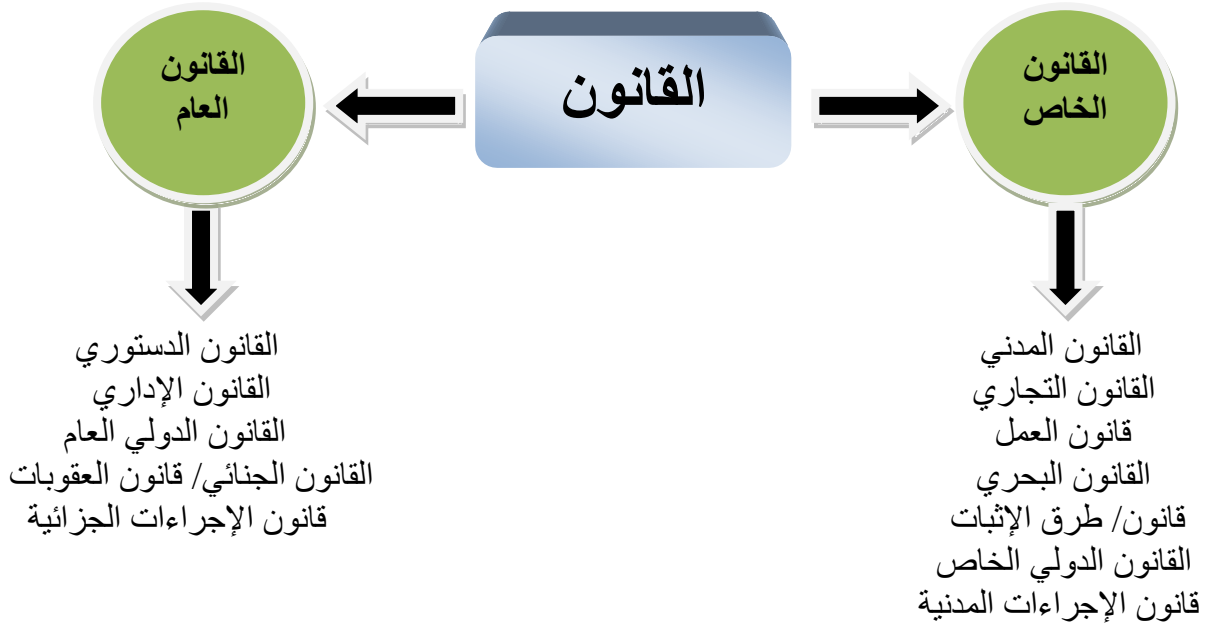 القانون
القانون
الخاص
القانون
العام
القانون المدني
القانون التجاري
قانون العمل
القانون البحري
قانون/ طرق الإثبات
القانون الدولي الخاص
قانون الإجراءات المدنية
القانون الدستوري
القانون الإداري
القانون الدولي العام
القانون الجنائي/ قانون العقوبات
قانون الإجراءات الجزائية